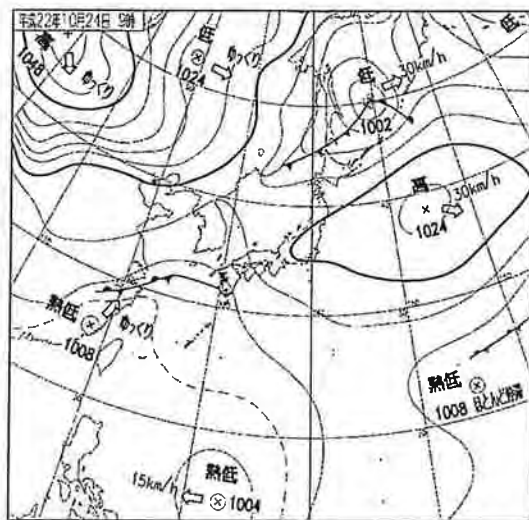 平成22年10月24日 9時
高
1048
ゆっくり
低
1024
ゆっくり
低
30km/h
1002
低
高
30km/h
1024
熱低
ゆっくり
1008
熱低
1008 ほとんど停滞
熱低
15km/h
1004